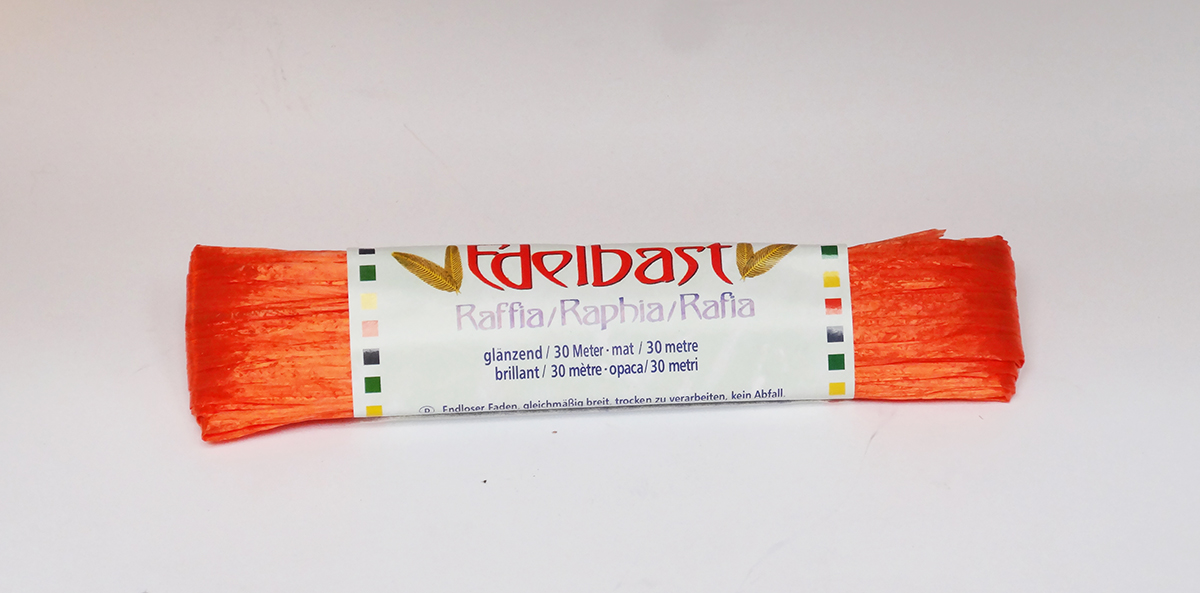 Edelbast
Raffia/Raphia/Rafia
glänzend / 30 Meter · mat / 30 metre
brillant / 30 mètre · opaca/ 30 metri
D Endloser Faden, gleichmäßig breit, trocken zu verarbeiten, kein Abfall.